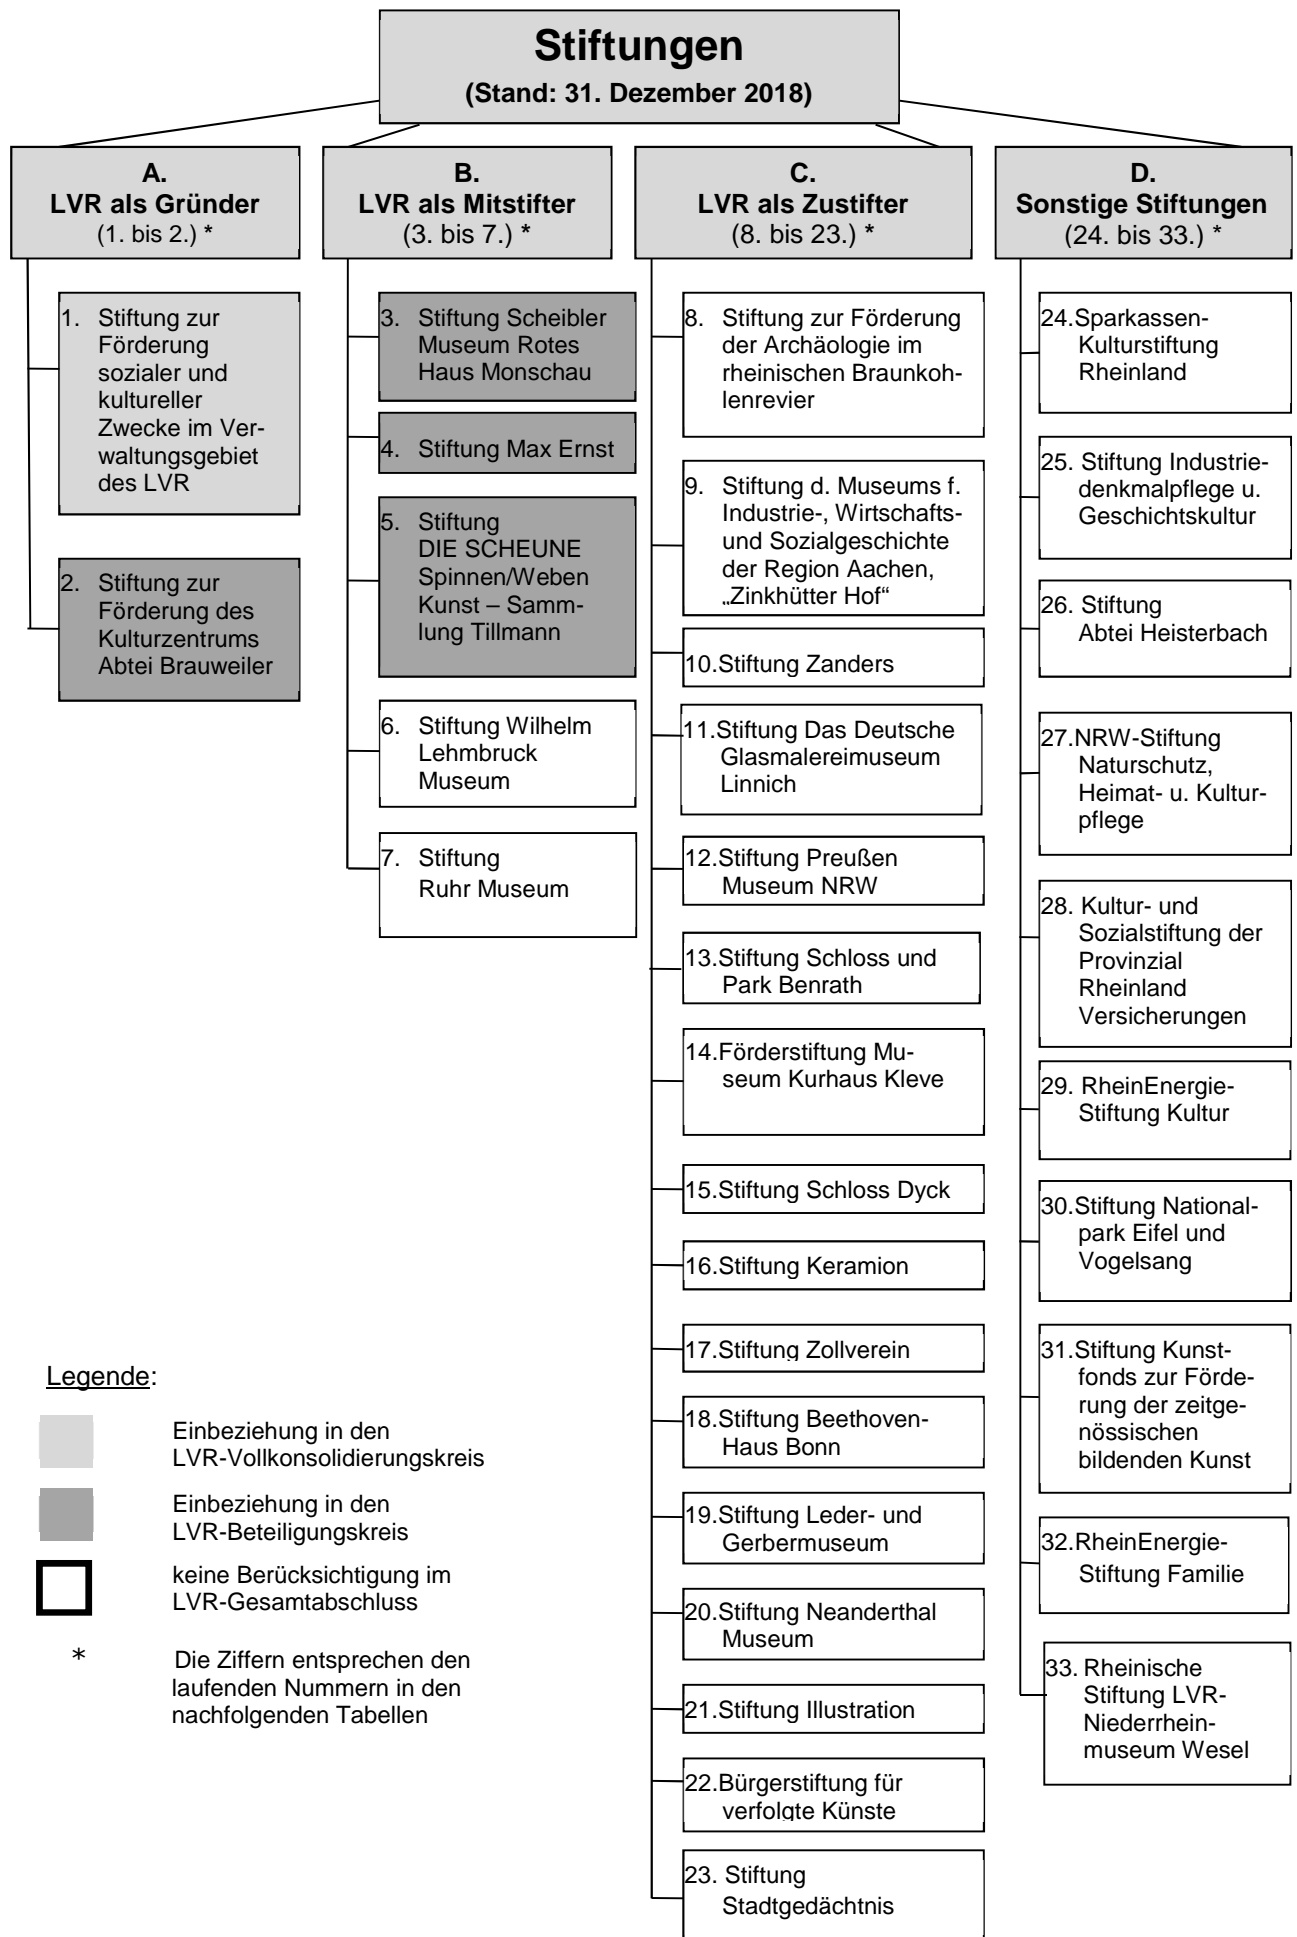 Stiftungen
(Stand: 31. Dezember 2018)
A.
LVR als Gründer
(1. bis 2.) *
B.
LVR als Mitstifter
(3. bis 7.) *
C.
LVR als Zustifter
(8. bis 23.) *
D.
Sonstige Stiftungen
(24. bis 33.) *
1. Stiftung zur
Förderung
sozialer und
kultureller
Zwecke im Ver-
waltungsgebiet
des LVR
2. Stiftung zur
Förderung des
Kulturzentrums
Abtei Brauweiler
3. Stiftung Scheibler
Museum Rotes
Haus Monschau
4. Stiftung Max Ernst
5. Stiftung
DIE SCHEUNE
Spinnen/Weben
Kunst – Samm-
lung Tillmann
6. Stiftung Wilhelm
Lehmbruck
Museum
7. Stiftung
Ruhr Museum
8. Stiftung zur Förderung
der Archäologie im
rheinischen Braunkoh-
lenrevier
9. Stiftung d. Museums f.
Industrie-, Wirtschafts-
und Sozialgeschichte
der Region Aachen,
„Zinkhütter Hof“
10.Stiftung Zanders
11.Stiftung Das Deutsche
Glasmalereimuseum
Linnich
12.Stiftung Preußen
Museum NRW
13.Stiftung Schloss und
Park Benrath
14.Förderstiftung Mu-
seum Kurhaus Kleve
15.Stiftung Schloss Dyck
16.Stiftung Keramion
17.Stiftung Zollverein
18.Stiftung Beethoven-
Haus Bonn
19.Stiftung Leder- und
Gerbermuseum
20.Stiftung Neanderthal
Museum
21.Stiftung Illustration
22.Bürgerstiftung für
verfolgte Künste
23. Stiftung
Stadtgedächtnis
24.Sparkassen-
Kulturstiftung
Rheinland
25. Stiftung Industrie-
denkmalpflege u.
Geschichtskultur
26. Stiftung
Abtei Heisterbach
27.NRW-Stiftung
Naturschutz,
Heimat- u. Kultur-
pflege
28. Kultur- und
Sozialstiftung der
Provinzial
Rheinland
Versicherungen
29. RheinEnergie-
Stiftung Kultur
30.Stiftung National-
park Eifel und
Vogelsang
31.Stiftung Kunst-
fonds zur Förde-
rung der zeitge-
nössischen
bildenden Kunst
32.RheinEnergie-
Stiftung Familie
33. Rheinische
Stiftung LVR-
Niederrhein-
museum Wesel
Legende:
Einbeziehung in den
LVR-Vollkonsolidierungskreis
Einbeziehung in den
LVR-Beteiligungskreis
keine Berücksichtigung im
LVR-Gesamtabschluss
* Die Ziffern entsprechen den
laufenden Nummern in den
nachfolgenden Tabellen